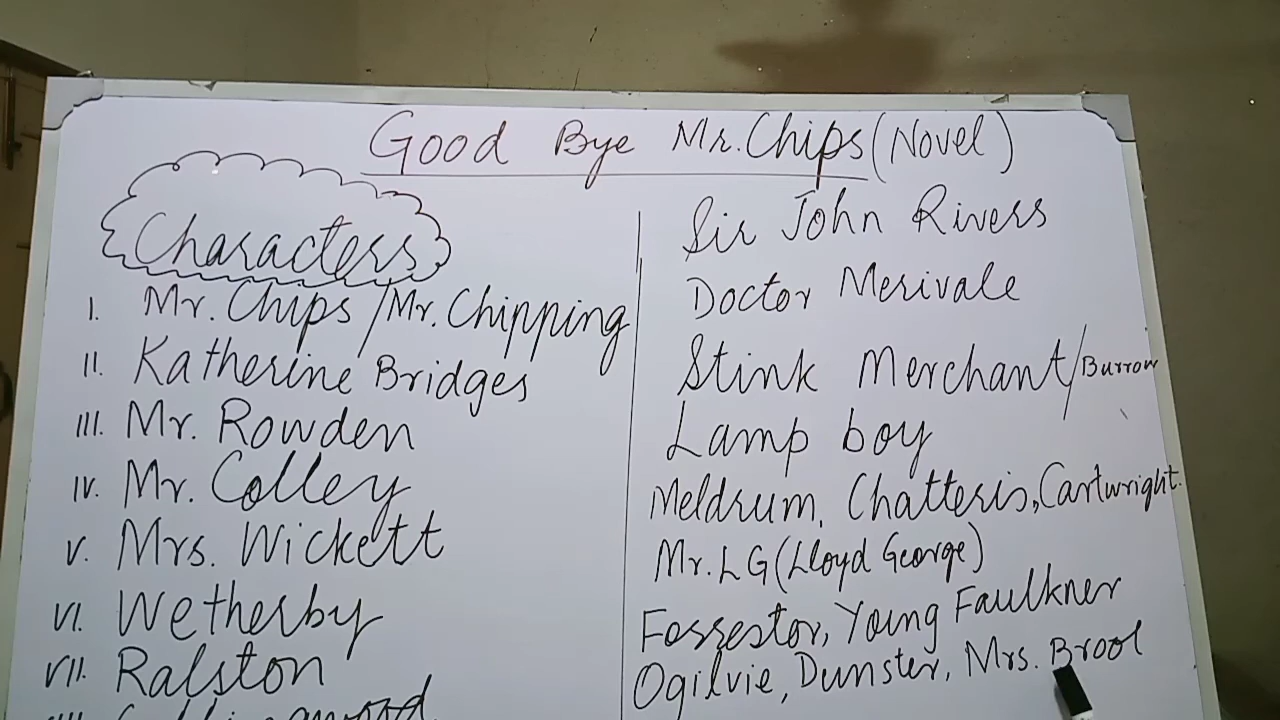 Good Bye Mr. Chips (Novel)
Characters
I. Mr. Chips / Mr. Chipping
II. Katherine Bridges
III. Mr. Rowden
IV. Mr. Colley
V. Mrs. Wickett
VI. Wetherby
VII. Ralston
Sir John Rivers
Doctor Merivale
Stink Merchant/Burrow
Lamp boy
Meldrum, Chatteris, Cartwright.
Mr. LG (Lloyd George)
Forrestor, Young Faulkner
Ogilvie, Dunster, Mrs. Brool